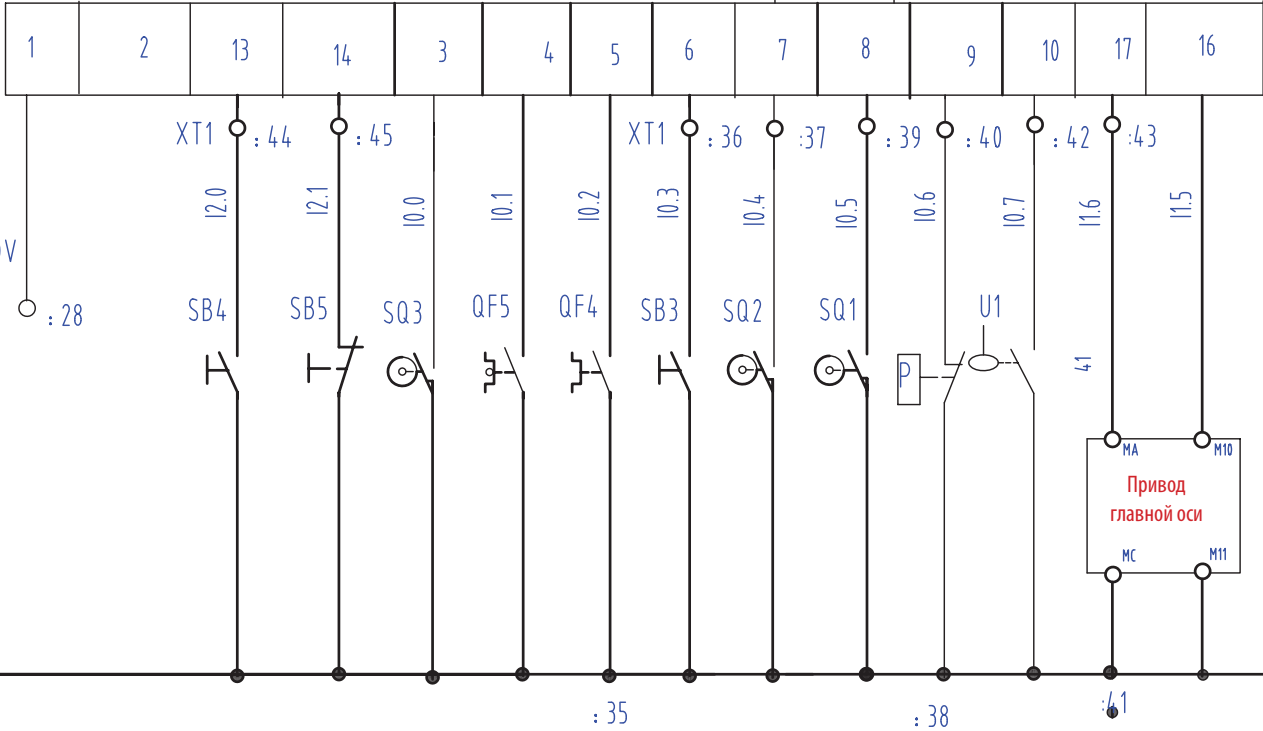 1 2 13 14 3 4 5 6 7 8 9 10 17 16
XT1 :44 :45 XT1 :36 :37 :39 :40 :42 :43
I2.0 I2.1 I0.0 I0.1 I0.2 I0.3 I0.4 I0.5 I0.6 I0.7 I1.6 I1.5
V
:28
SB4 SB5 SQ3 QF5 QF4 SB3 SQ2 SQ1 U1
P
41
MA M10
Привод
главной оси
MC M11
:35 :38 :41